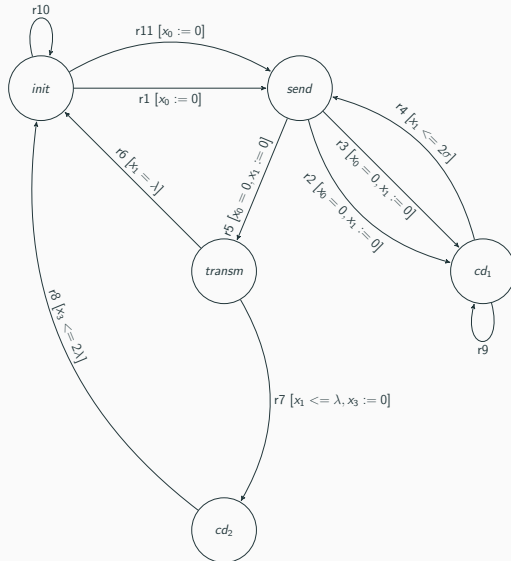 r10
r11 [x₀ := 0]
init
r1 [x₀ := 0]
send
r4 [x₁ <= 2σ]
r3 [x₀ = 0, x₁ := 0]
r2 [x₀ = 0, x₁ := 0]
r5 [x₀ = 0, x₁ := 0]
r6 [x₁ = λ]
transm
cd₁
r9
r8 [x₃ <= 2λ]
r7 [x₁ <= λ, x₃ := 0]
cd₂